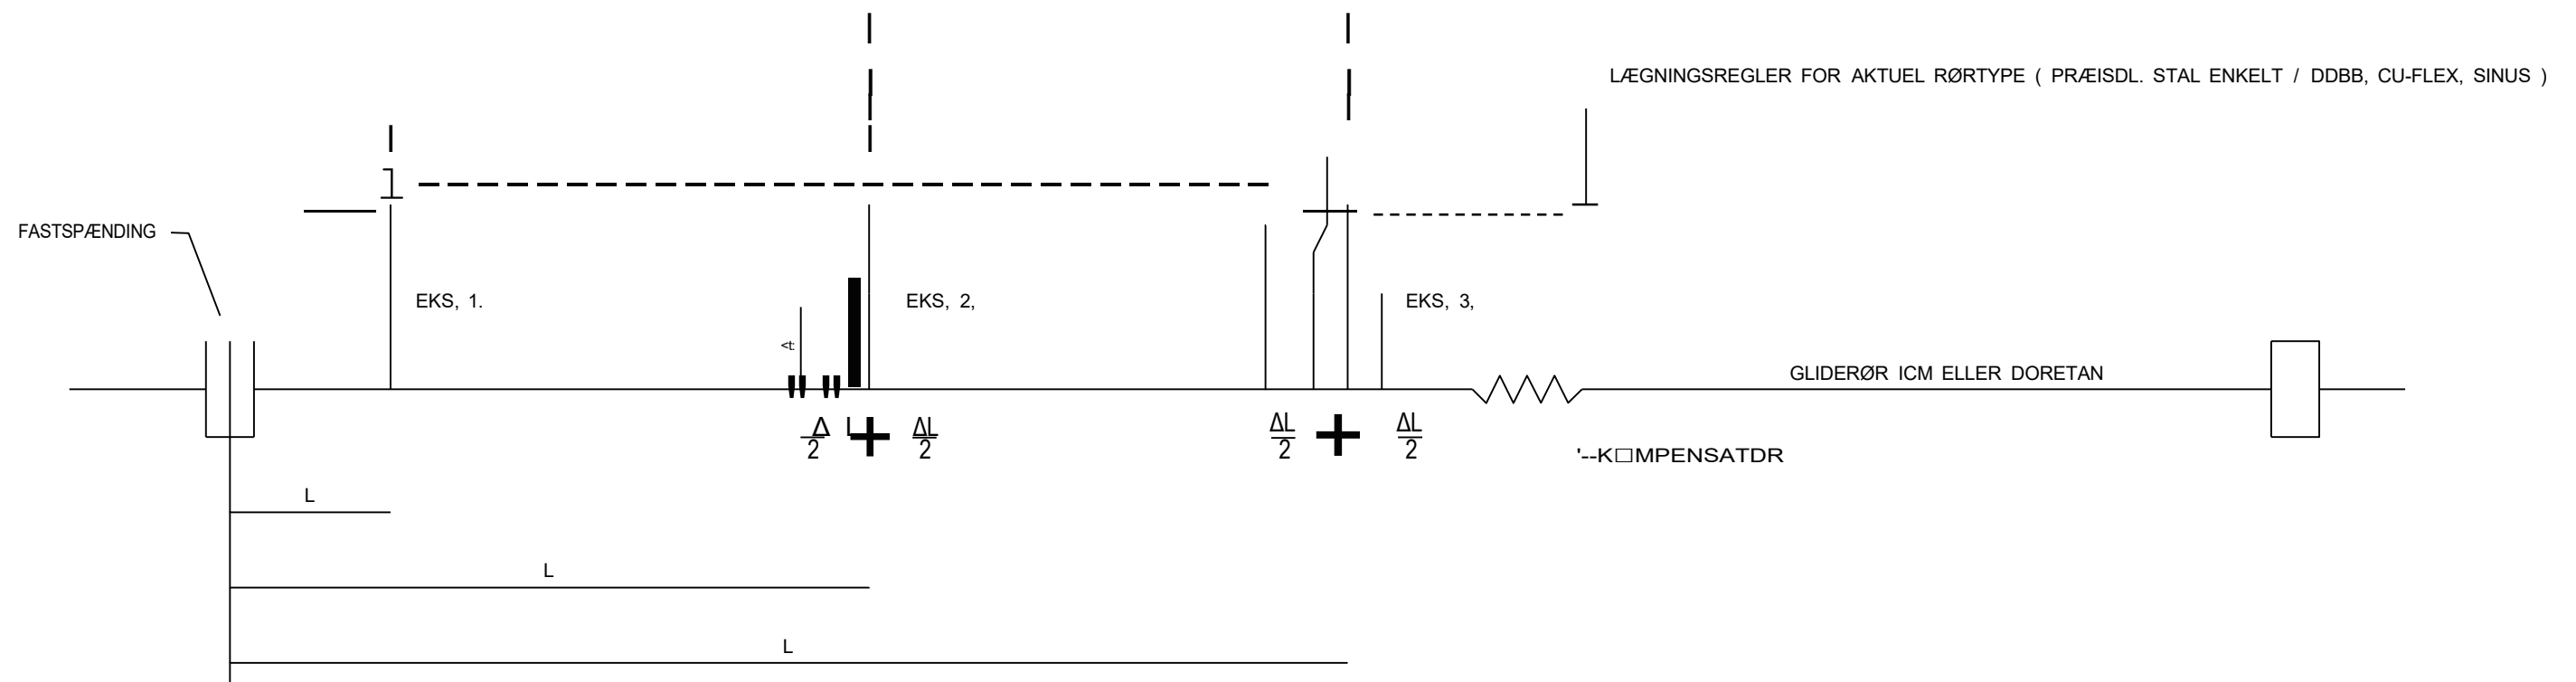 LÆGNINGSREGLER FOR AKTUEL RØRTYPE ( PRÆISDL. STAL ENKELT / DDBB, CU-FLEX, SINUS )
FASTSPÆNDING
EKS, 1.
EKS, 2,
EKS, 3,
<t:
"" ""
GLIDERØR ICM ELLER DORETAN
Δ L
2
ΔL
2
ΔL
2
ΔL
2
'--K□MPENSATDR
L
L
L